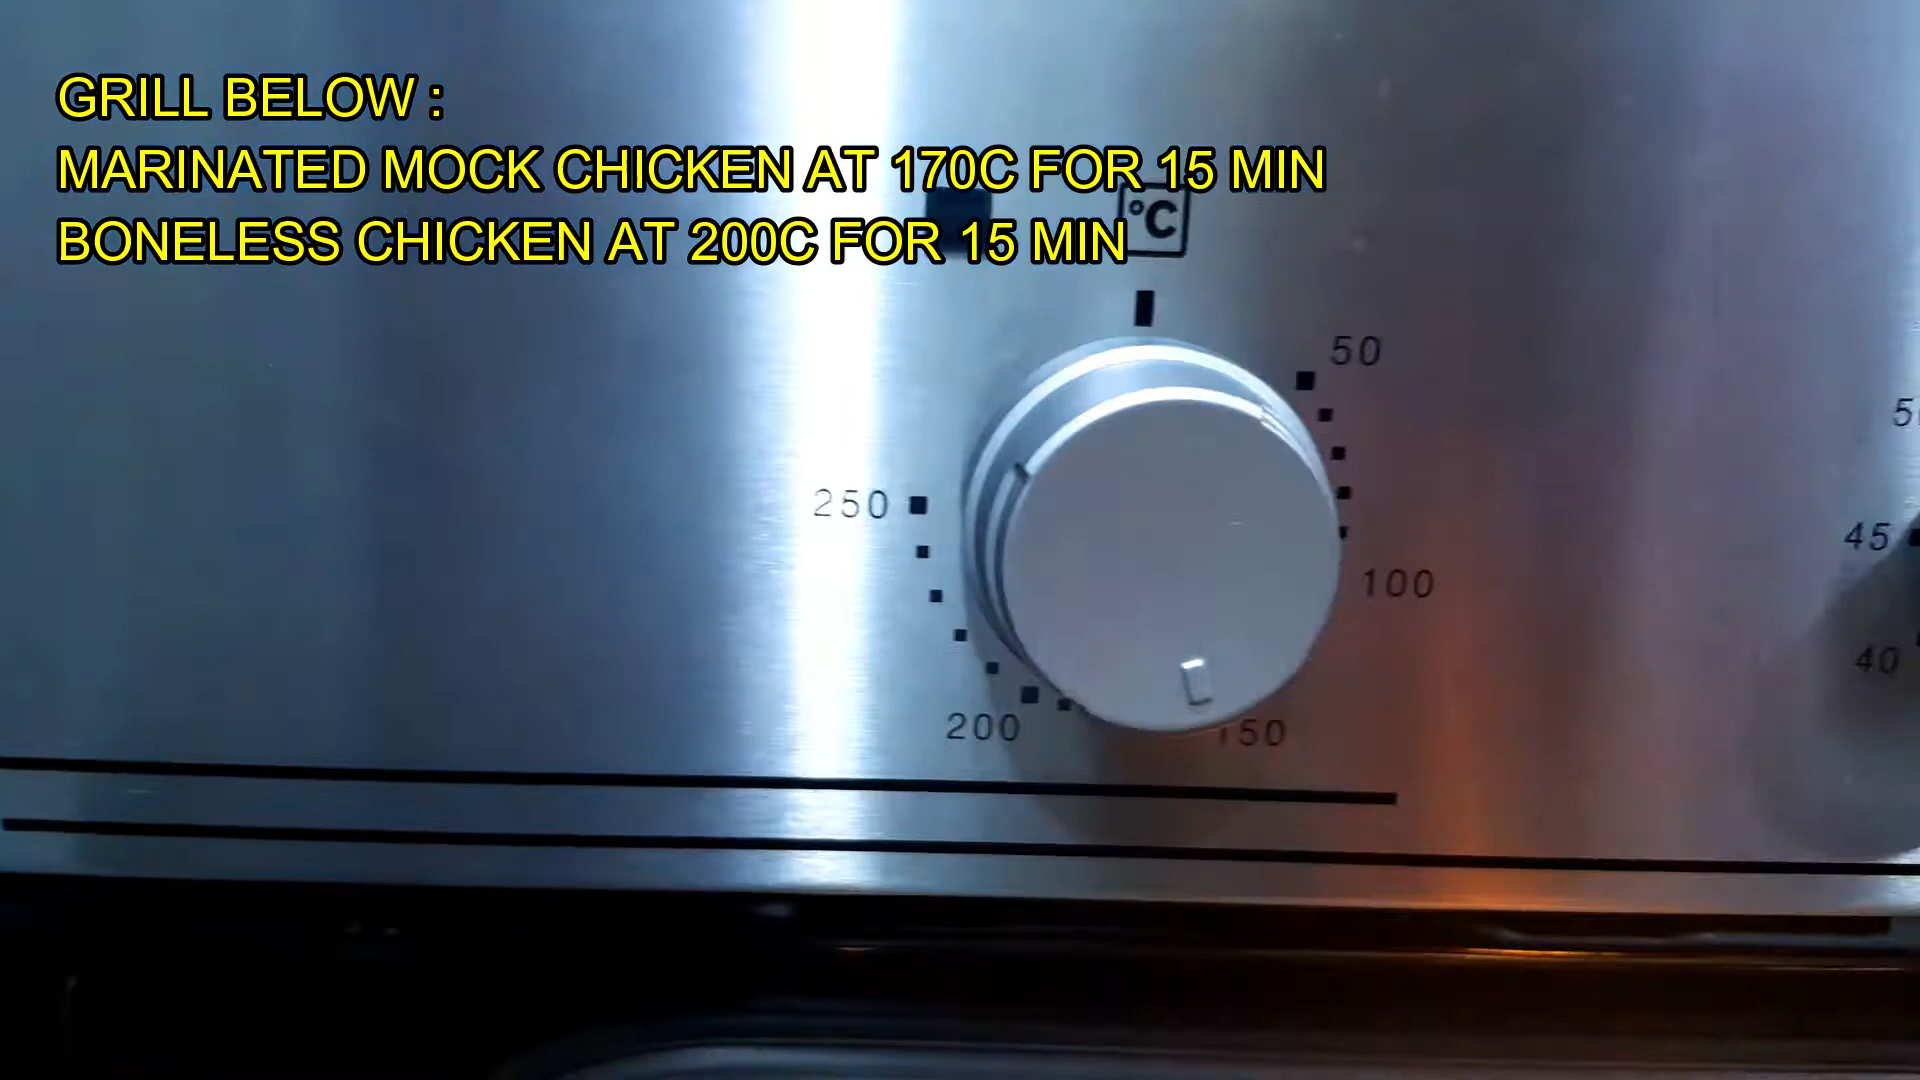 GRILL BELOW :
MARINATED MOCK CHICKEN AT 170C FOR 15 MIN
BONELESS CHICKEN AT 200C FOR 15 MIN
°C
50
100
150
200
250
45
40